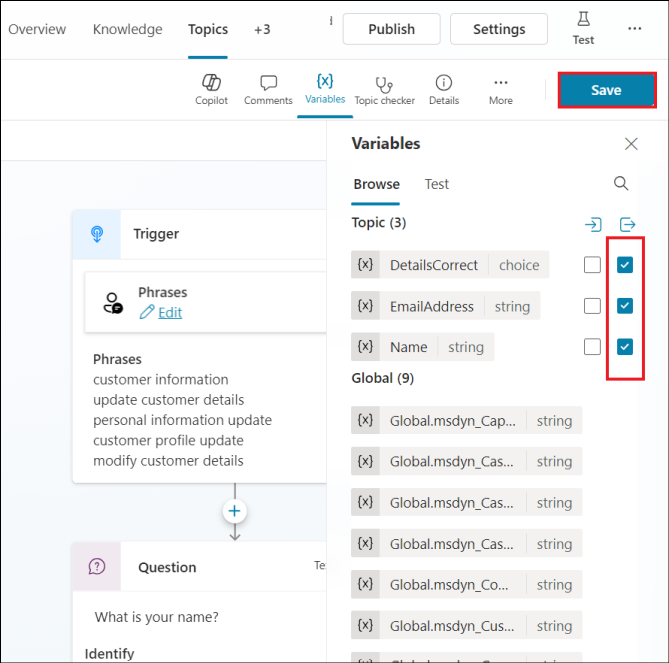 Overview Knowledge Topics +3 Publish Settings Test ...
Copilot Comments {x} Variables Topic checker Details ... More Save
Variables
Browse Test
Topic (3)
{x} DetailsCorrect choice
{x} EmailAddress string
{x} Name string
Global (9)
{x} Global.msdyn_Cap... string
{x} Global.msdyn_Cas... string
{x} Global.msdyn_Cas... string
{x} Global.msdyn_Cas... string
{x} Global.msdyn_Co... string
{x} Global.msdyn_Cus... string
Trigger
Phrases
Edit
Phrases
customer information
update customer details
personal information update
customer profile update
modify customer details
Question
What is your name?
Identify